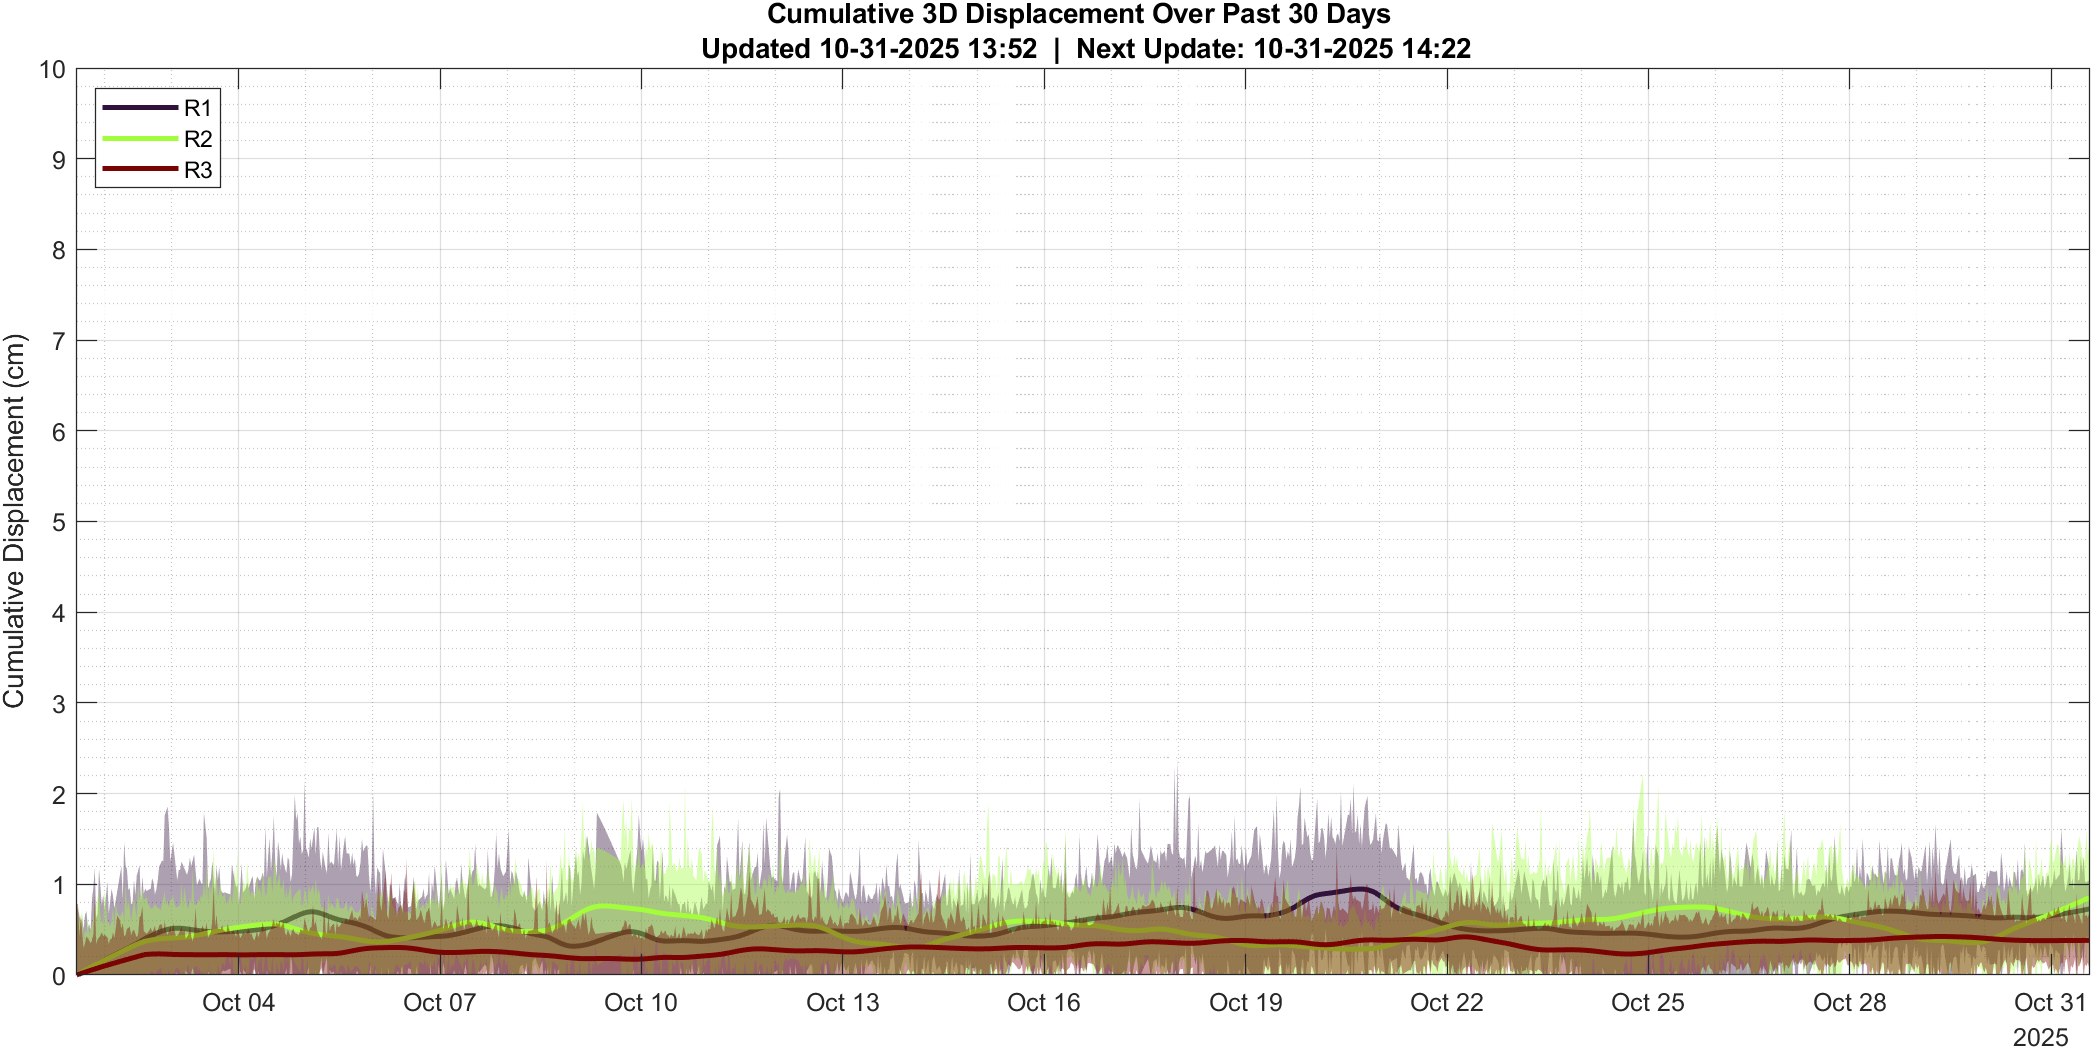 Cumulative 3D Displacement Over Past 30 Days
Updated 10-31-2025 13:52 | Next Update: 10-31-2025 14:22
R1
R2
R3
Cumulative Displacement (cm)
10
9
8
7
6
5
4
3
2
1
0
Oct 04 Oct 07 Oct 10 Oct 13 Oct 16 Oct 19 Oct 22 Oct 25 Oct 28 Oct 31
2025